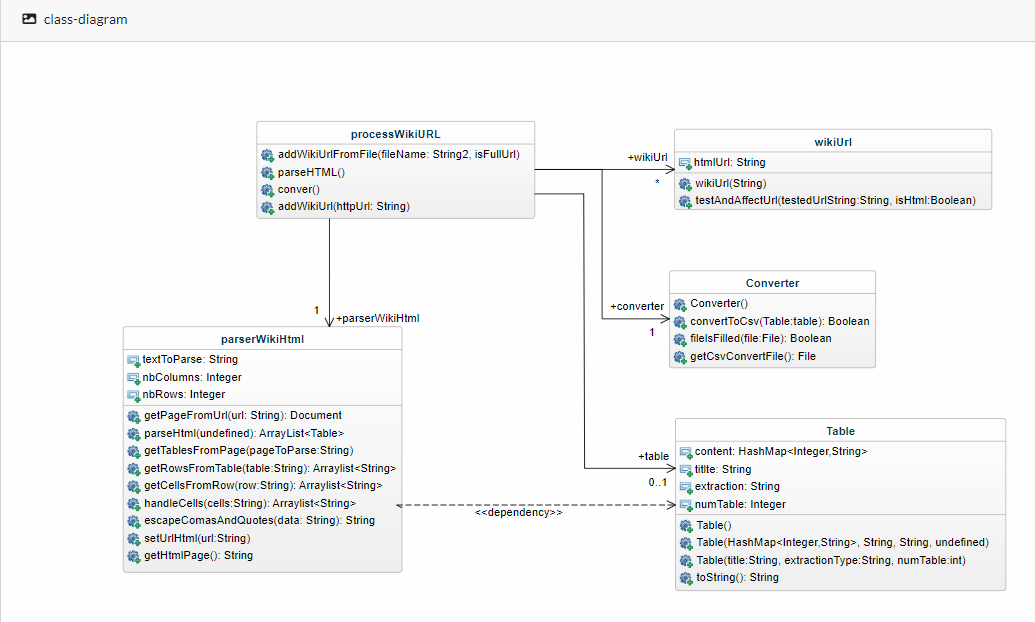 class-diagram
processWikiURL
addWikiUrlFromFile(fileName: String2, isFullUrl)
parseHTML()
conver()
addWikiUrl(httpUrl: String)
+wikiUrl
*
wikiUrl
htmlUrl: String
wikiUrl(String)
testAndAffectUrl(testedUrlString:String, isHtml:Boolean)
+converter
1
Converter
Converter()
convertToCsv(Table:table): Boolean
fileIsFilled(file:File): Boolean
getCsvConvertFile(): File
1
+parserWikiHtml
parserWikiHtml
textToParse: String
nbColumns: Integer
nbRows: Integer
getPageFromUrl(url: String): Document
parseHtml(undefined): ArrayList<Table>
getTablesFromPage(pageToParse:String)
getRowsFromTable(table:String): Arraylist<String>
getCellsFromRow(row:String): Arraylist<String>
handleCells(cells:String): Arraylist<String>
escapeComasAndQuotes(data: String): String
setUrlHtml(url:String)
getHtmlPage(): String
<<dependency>>
+table
0..1
Table
content: HashMap<Integer,String>
titlte: String
extraction: String
numTable: Integer
Table()
Table(HashMap<Integer,String>, String, String, undefined)
Table(title:String, extractionType:String, numTable:int)
toString(): String